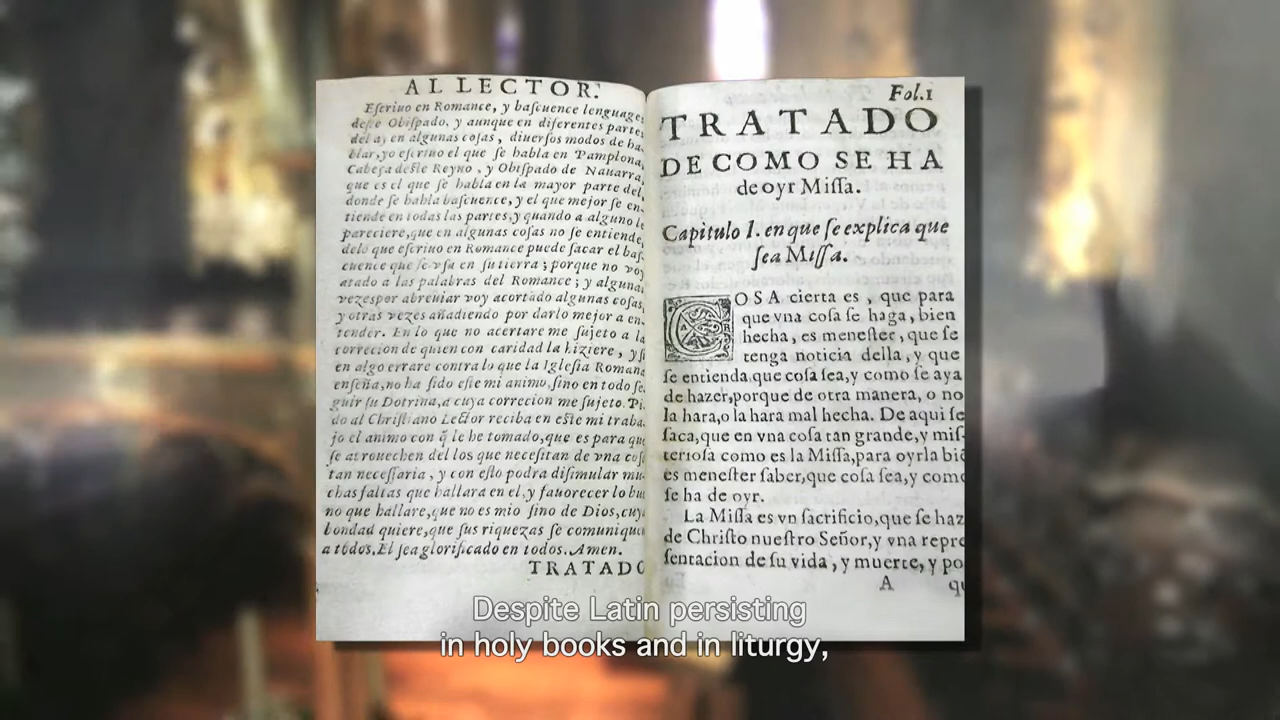 AL LECTOR.
Eſcriuo en Romance, y baſcuence lenguages
deſte Obiſpado, y aunque en diferentes partes
del ay en algunas coſas, diuerſos modos de ha-
blar, yo eſcriuo el que ſe habla en Pamplona,
Cabeça deſte Reyno, y Obiſpado de Nauarra,
que es el que ſe habla en la mayor parte del,
donde se habla baſcuence, y el que mejor ſe en-
tiende en todas las partes, y quando a alguno le
pareciere, que en algunas coſas no ſe entiende,
delo que eſcriuo en Romance puede ſacar el baſ-
cuence que ſe vſa en ſu tierra; porque no voy
atado a las palabras del Romance; y algunas
vezes por abreuiar voy acortādo algunas coſas,
y otras vezes añadiendo por darlo mejor a en-
tender. En lo que no acertare me ſujeto a la
correcion de quien con caridad la hiziere, y ſi
en algo errare contra lo que la Igleſia Romana
enſeña, no ha ſido eſte mi animo, ſino en todo ſe-
guir ſu Dotrina, a cuya correcion me ſujeto. Pi-
do al Chriſtiano Lector reciba en eſte mi traba-
jo el animo con q̃ le he tomado, que es para que
ſe aprouechen del los que neceſitan de vna coſa
tan neceſſaria, y con eſto podra diſimular mu-
chas faltas que hallara en el, y fauorecer lo bue
no que hallare, que no es mio ſino de Dios, cuya
bondad quiere, que ſus riquezas ſe comuniquen
a todos. El ſea glorificado en todos. Amen.
TRATADO
Fol.1
TRATADO
DE COMO SE HA
de oyr Miſſa.
Capitulo I. en que ſe explica que
ſea Miſſa.
COSA cierta es, que para
que vna coſa ſe haga, bien
hecha, es meneſter, que ſe
tenga noticia della, y que
ſe entienda que coſa ſea, y como ſe aya
de hazer, porque de otra manera, o no
la hara, o la hara mal hecha. De aqui ſe
ſaca, que en vna coſa tan grande, y miſ-
terioſa como es la Miſſa, para oyrla biē
es meneſter ſaber, que coſa ſea, y como
ſe ha de oyr.
La Miſſa es vn ſacrificio, que ſe haz
de Chriſto nueſtro Señor, y vna repre
ſentacion de ſu vida, y muerte, y po
A qu
Despite Latin persisting
in holy books and in liturgy,